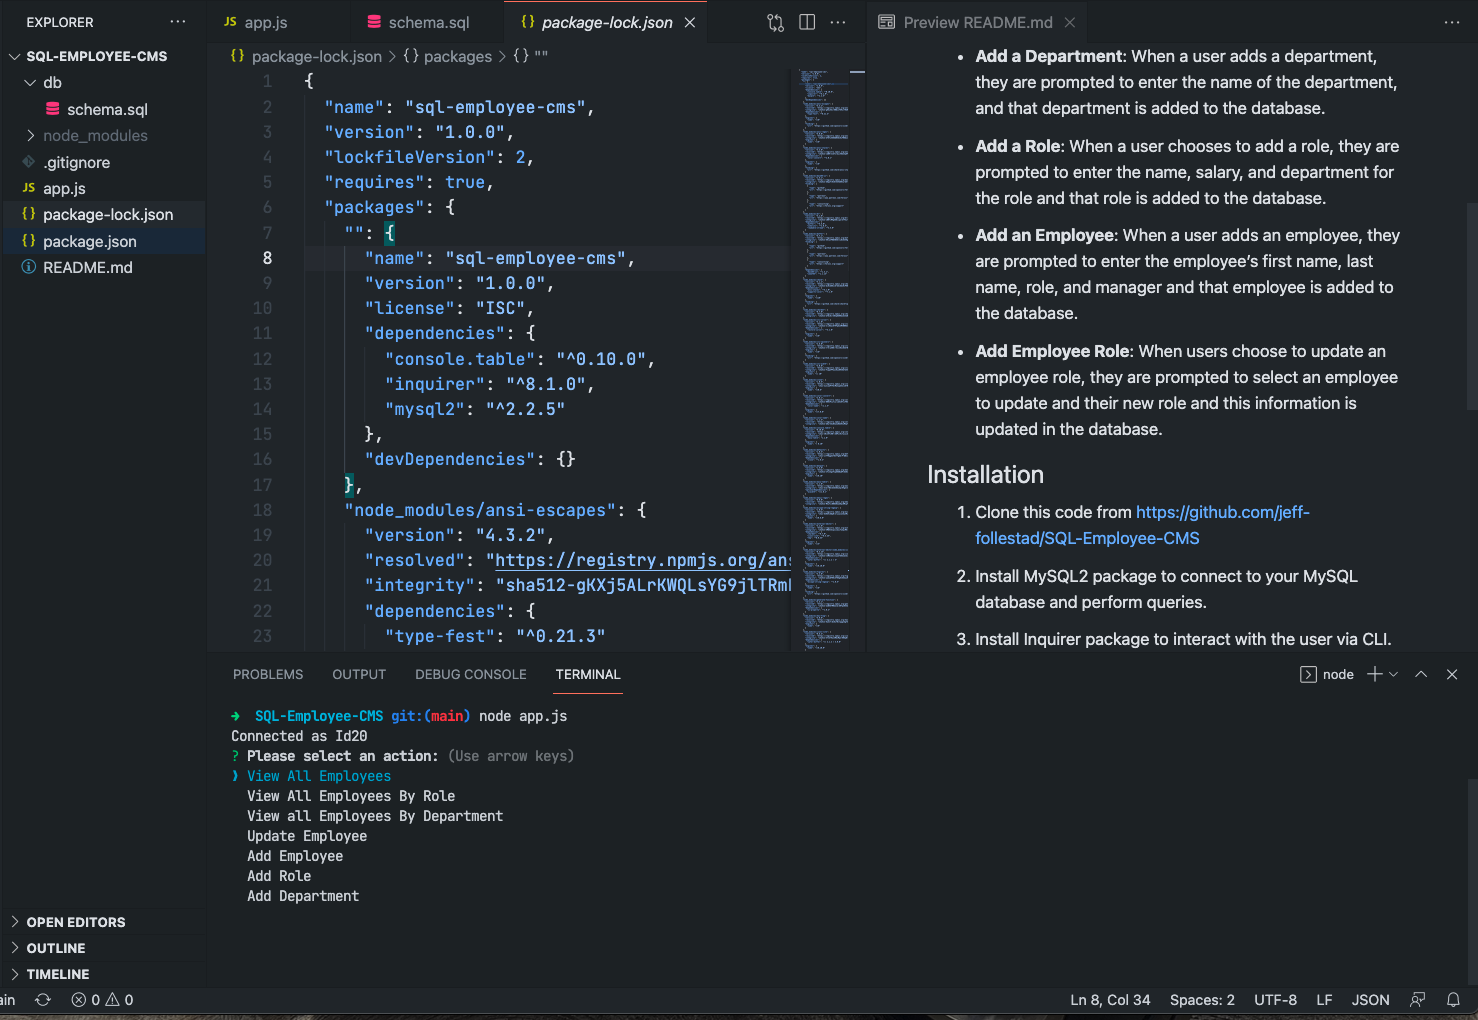 EXPLORER
SQL-EMPLOYEE-CMS
db
schema.sql
node_modules
.gitignore
JS app.js
{} package-lock.json
{} package.json
README.md
OPEN EDITORS
OUTLINE
TIMELINE
JS app.js
schema.sql
{} package-lock.json
{} package-lock.json > {} packages > {} ""
1 {
2 "name": "sql-employee-cms",
3 "version": "1.0.0",
4 "lockfileVersion": 2,
5 "requires": true,
6 "packages": {
7 "": {
8 "name": "sql-employee-cms",
9 "version": "1.0.0",
10 "license": "ISC",
11 "dependencies": {
12 "console.table": "^0.10.0",
13 "inquirer": "^8.1.0",
14 "mysql2": "^2.2.5"
15 },
16 "devDependencies": {}
17 },
18 "node_modules/ansi-escapes": {
19 "version": "4.3.2",
20 "resolved": "https://registry.npmjs.org/ans
21 "integrity": "sha512-gKXj5ALrKWQLsYG9jlTRm
22 "dependencies": {
23 "type-fest": "^0.21.3"
Preview README.md
• Add a Department: When a user adds a department,
they are prompted to enter the name of the department,
and that department is added to the database.
• Add a Role: When a user chooses to add a role, they are
prompted to enter the name, salary, and department for
the role and that role is added to the database.
• Add an Employee: When a user adds an employee, they
are prompted to enter the employee’s first name, last
name, role, and manager and that employee is added to
the database.
• Add Employee Role: When users choose to update an
employee role, they are prompted to select an employee
to update and their new role and this information is
updated in the database.
Installation
1. Clone this code from https://github.com/jeff-
follestad/SQL-Employee-CMS
2. Install MySQL2 package to connect to your MySQL
database and perform queries.
3. Install Inquirer package to interact with the user via CLI.
PROBLEMS OUTPUT DEBUG CONSOLE TERMINAL
node
➜ SQL-Employee-CMS git:(main) node app.js
Connected as Id20
? Please select an action: (Use arrow keys)
❯ View All Employees
View All Employees By Role
View all Employees By Department
Update Employee
Add Employee
Add Role
Add Department
ain 0 0
Ln 8, Col 34 Spaces: 2 UTF-8 LF JSON